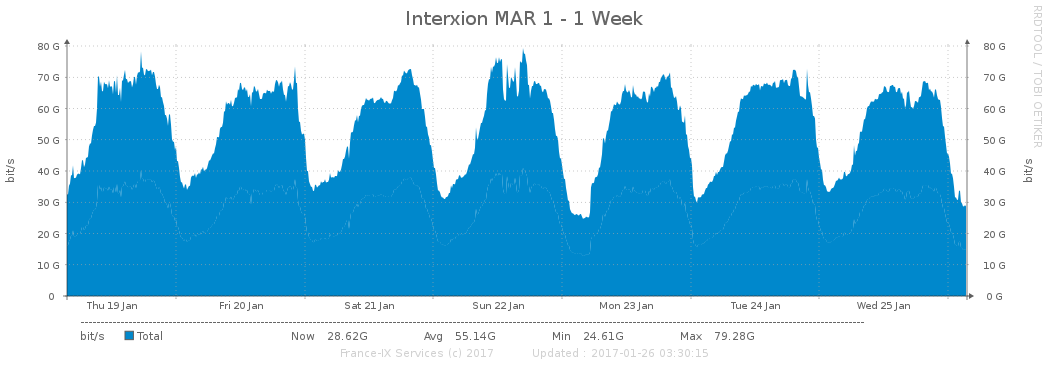 Interxion MAR 1 - 1 Week
RRDTOOL / TOBI OETIKER
80 G 80 G
70 G 70 G
60 G 60 G
50 G 50 G
40 G 40 G
30 G 30 G
20 G 20 G
10 G 10 G
0 0 G
bit/s bit/s
Thu 19 Jan Fri 20 Jan Sat 21 Jan Sun 22 Jan Mon 23 Jan Tue 24 Jan Wed 25 Jan
bit/s Total Now 28.62G Avg 55.14G Min 24.61G Max 79.28G
France-IX Services (c) 2017 Updated : 2017-01-26 03:30:15